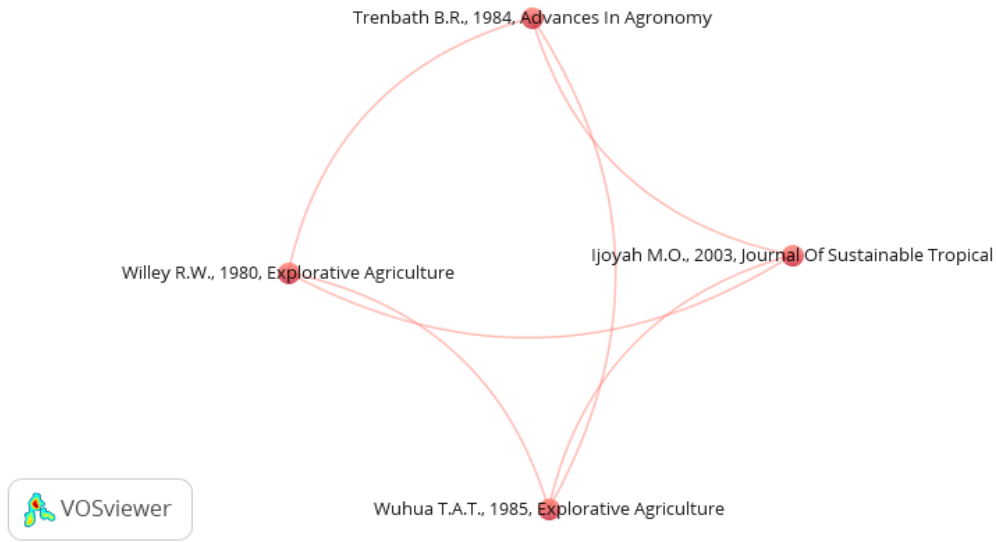 Trenbath B.R., 1984, Advances In Agronomy
Ijoyah M.O., 2003, Journal Of Sustainable Tropical
Willey R.W., 1980, Explorative Agriculture
Wuhua T.A.T., 1985, Explorative Agriculture
VOSviewer